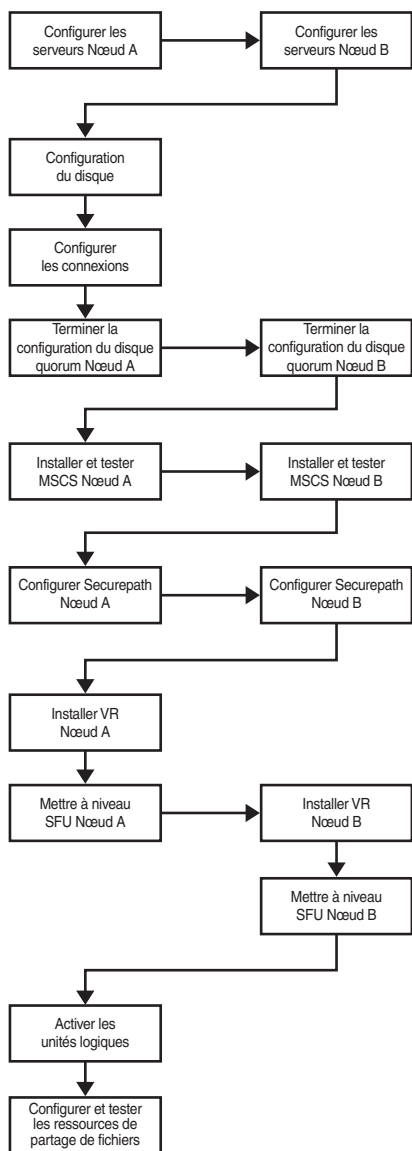 Configurer les
serveurs Nœud A
Configurer les
serveurs Nœud B
Configuration
du disque
Configurer
les connexions
Terminer la
configuration du disque
quorum Nœud A
Terminer la
configuration du disque
quorum Nœud B
Installer et tester
MSCS Nœud A
Installer et tester
MSCS Nœud B
Configurer Securepath
Nœud A
Configurer Securepath
Nœud B
Installer VR
Nœud A
Mettre à niveau
SFU Nœud A
Installer VR
Nœud B
Mettre à niveau
SFU Nœud B
Activer les
unités logiques
Configurer et tester
les ressources de
partage de fichiers